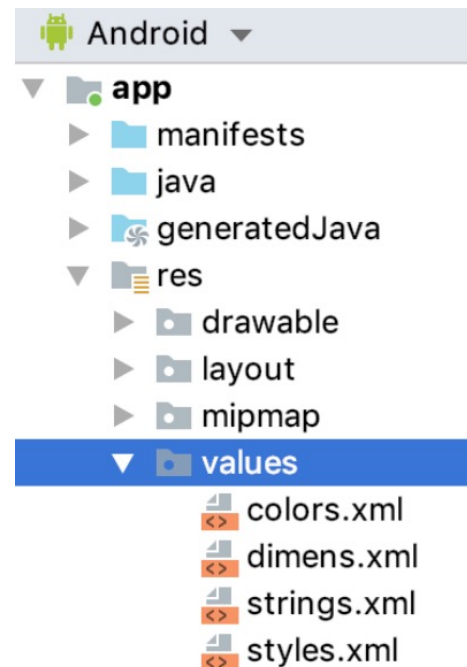 Android
app
manifests
java
generatedJava
res
drawable
layout
mipmap
values
colors.xml
dimens.xml
strings.xml
styles.xml